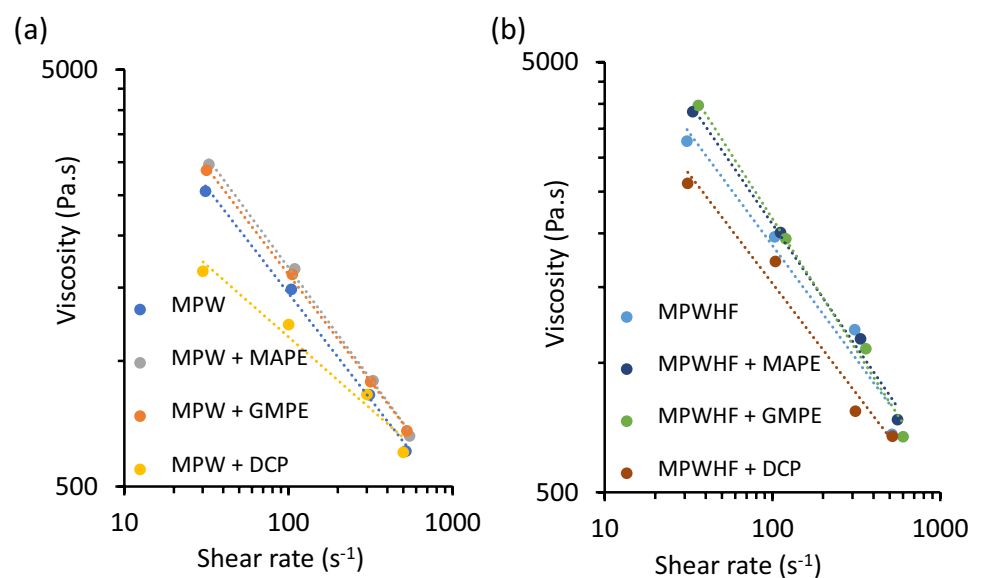 (a)
5000
Viscosity (Pa.s)
MPW
MPW + MAPE
MPW + GMPE
MPW + DCP
500
10
100
1000
Shear rate (s⁻¹)
(b)
5000
Viscosity (Pa.s)
MPWHF
MPWHF + MAPE
MPWHF + GMPE
MPWHF + DCP
500
10
100
1000
Shear rate (s⁻¹)